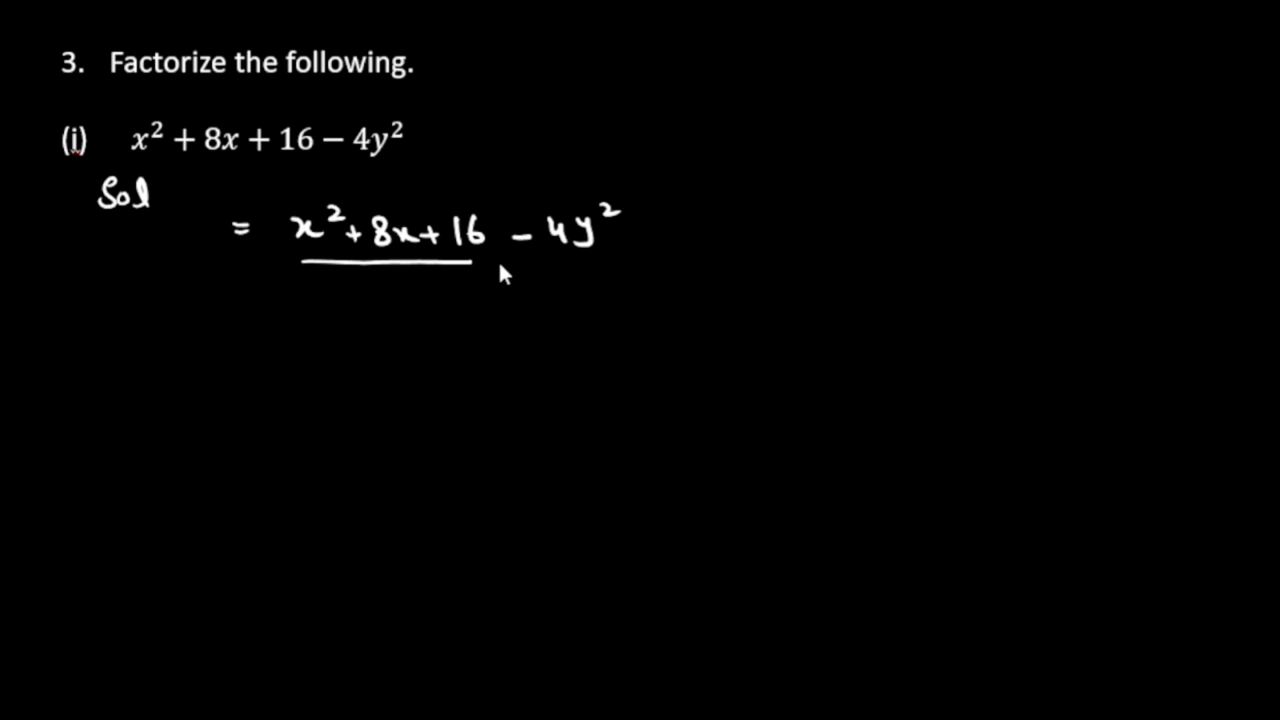 3. Factorize the following.
(i) x² + 8x + 16 − 4y²
Sol
= x² + 8x + 16 − 4y²